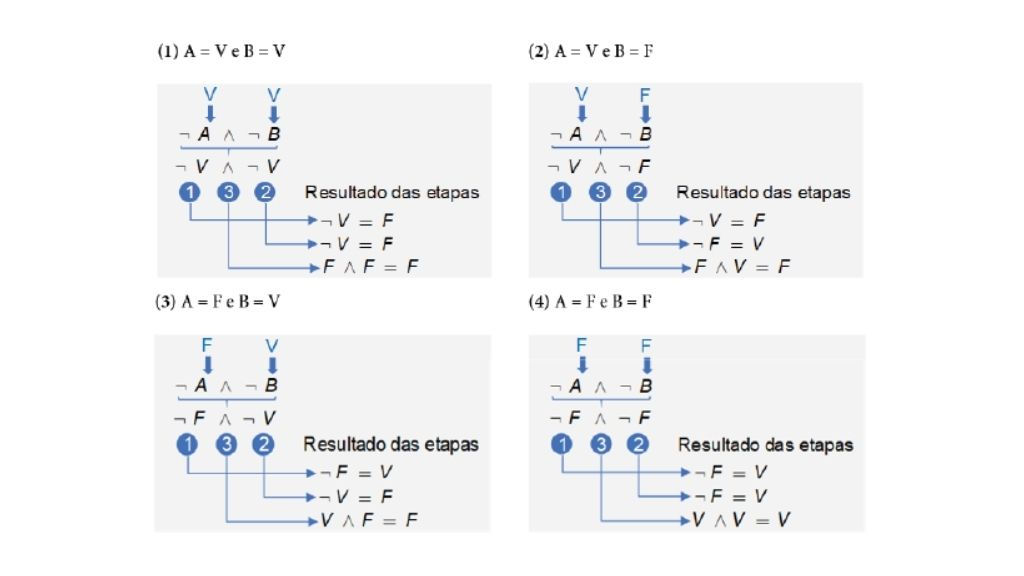 (1) A = V e B = V
V V
¬ A ∧ ¬ B
¬ V ∧ ¬ V
1 3 2 Resultado das etapas
¬ V = F
¬ V = F
F ∧ F = F
(2) A = V e B = F
V F
¬ A ∧ ¬ B
¬ V ∧ ¬ F
1 3 2 Resultado das etapas
¬ V = F
¬ F = V
F ∧ V = F
(3) A = F e B = V
F V
¬ A ∧ ¬ B
¬ F ∧ ¬ V
1 3 2 Resultado das etapas
¬ F = V
¬ V = F
V ∧ F = F
(4) A = F e B = F
F F
¬ A ∧ ¬ B
¬ F ∧ ¬ F
1 3 2 Resultado das etapas
¬ F = V
¬ F = V
V ∧ V = V